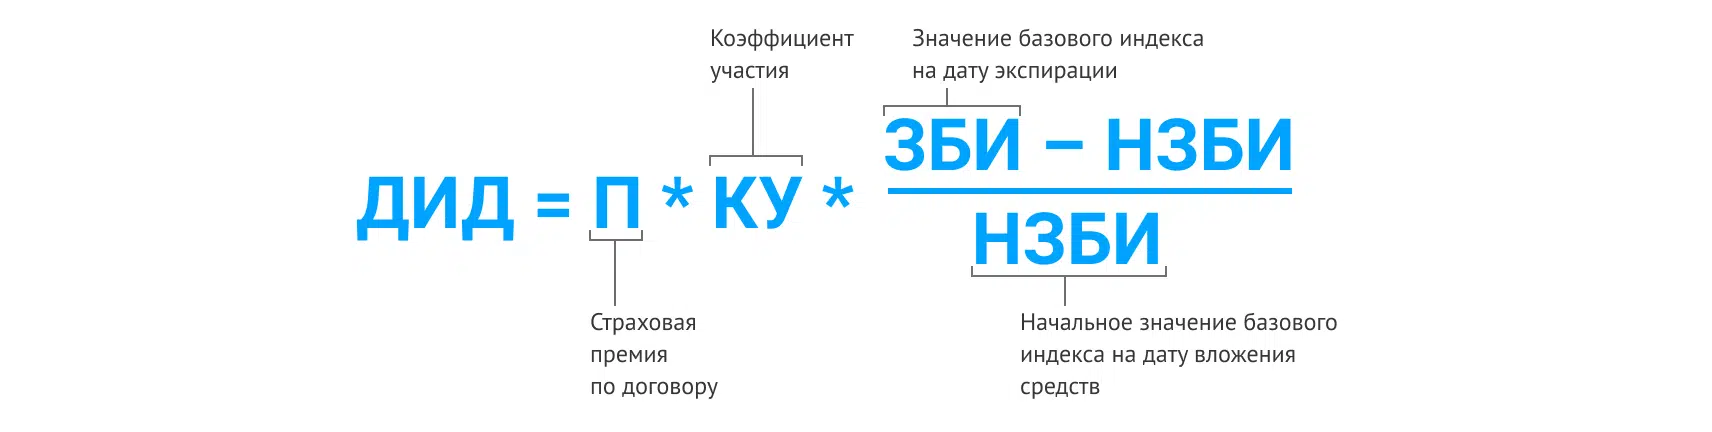 Коэффициент
участия
Значение базового индекса
на дату экспирации
ДИД = П * КУ *
ЗБИ – НЗБИ
НЗБИ
Страховая
премия
по договору
Начальное значение базового
индекса на дату вложения
средств